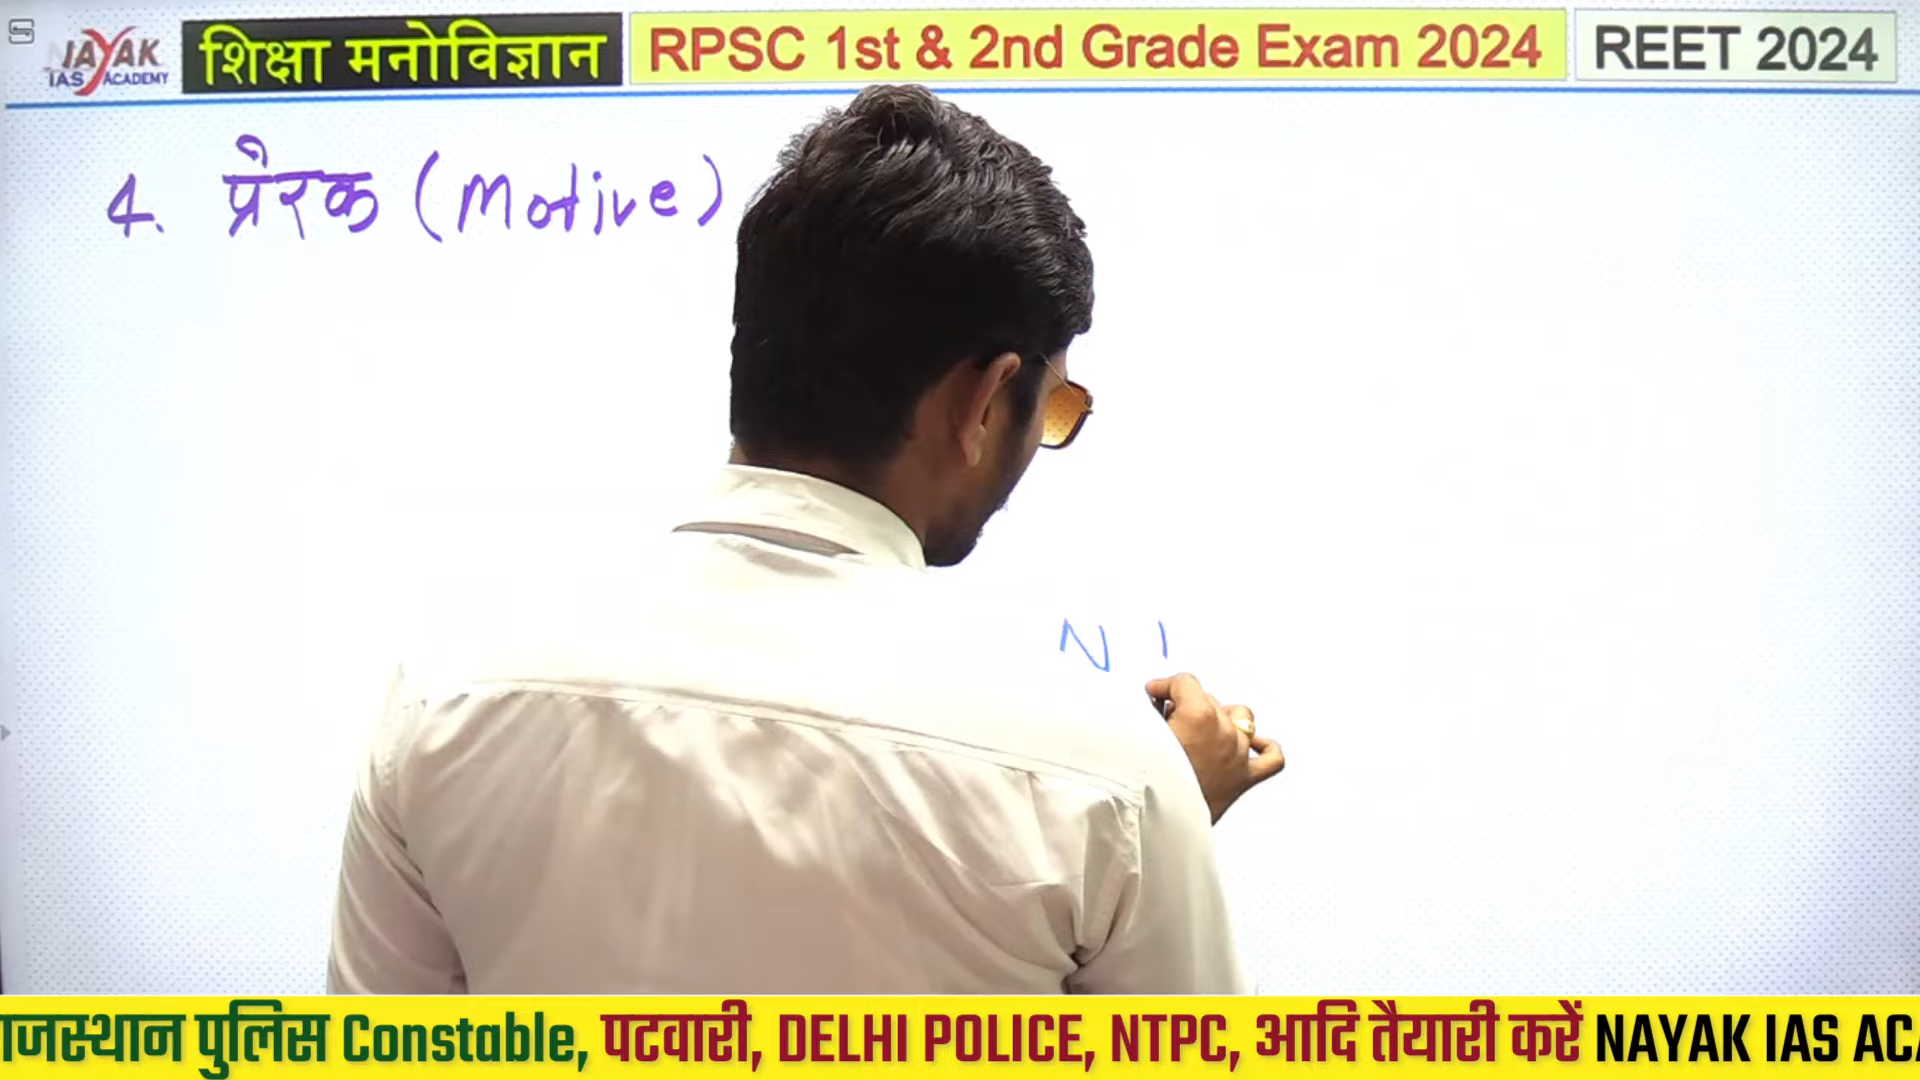 NAYAK
IAS ACADEMY
शिक्षा मनोविज्ञान
RPSC 1st & 2nd Grade Exam 2024
REET 2024
4. प्रेरक (Motive)
N
ाजस्थान पुलिस Constable, पटवारी, DELHI POLICE, NTPC, आदि तैयारी करें NAYAK IAS ACA